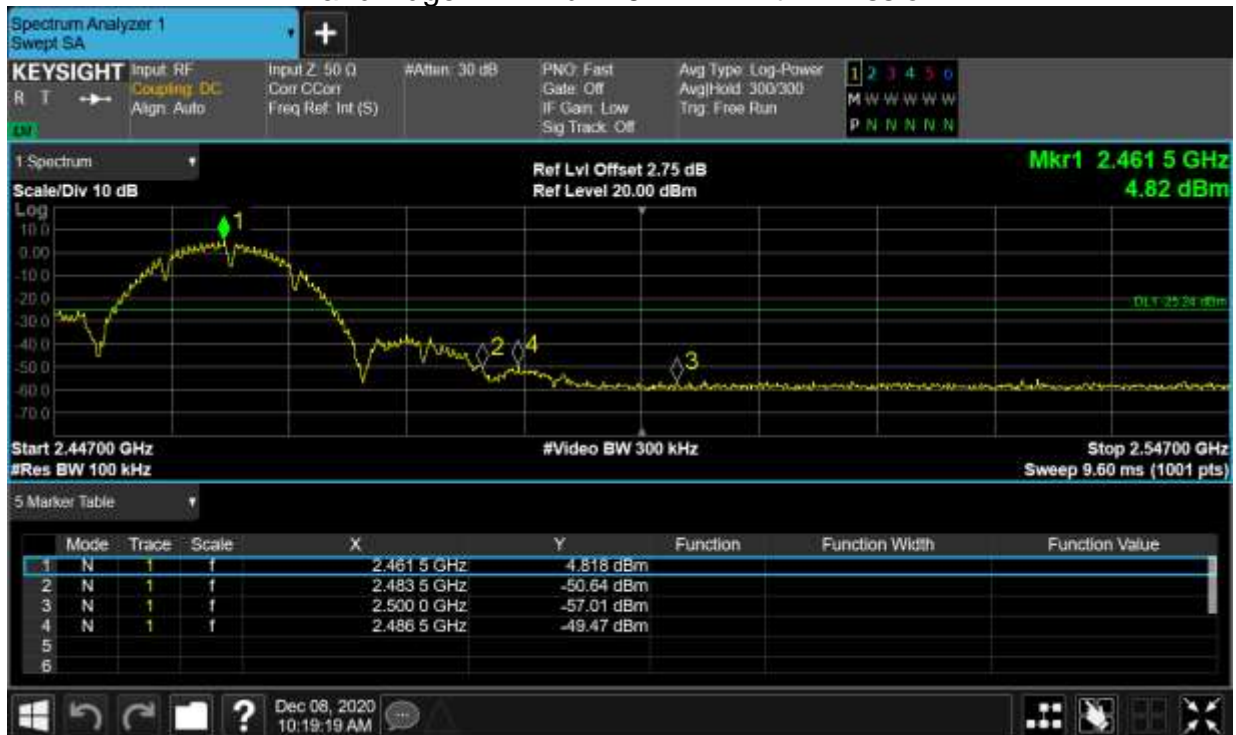 Spectrum Analyzer 1
Swept SA
+
KEYSIGHT
R T
Input: RF
Coupling: DC
Align: Auto
Input Z: 50 Ω
Corr CCorr
Freq Ref: Int (S)
#Atten: 30 dB
PNO: Fast
Gate: Off
IF Gain: Low
Sig Track: Off
Avg Type: Log-Power
Avg|Hold: 300/300
Trig: Free Run
1 2 3 4 5 6
M W W W W W
P N N N N N
1 Spectrum
Scale/Div 10 dB
Ref Lvl Offset 2.75 dB
Ref Level 20.00 dBm
Mkr1 2.461 5 GHz
4.82 dBm
Log
10.0
0.00
-10.0
-20.0
-30.0
-40.0
-50.0
-60.0
-70.0
1
2
4
3
DL1 -25.24 dBm
Start 2.44700 GHz
#Video BW 300 kHz
Stop 2.54700 GHz
#Res BW 100 kHz
Sweep 9.60 ms (1001 pts)
5 Marker Table
Mode Trace Scale X Y Function Function Width Function Value
1 N 1 f 2.461 5 GHz 4.818 dBm
2 N 1 f 2.483 5 GHz -50.64 dBm
3 N 1 f 2.500 0 GHz -57.01 dBm
4 N 1 f 2.486 5 GHz -49.47 dBm
5
6
?
Dec 08, 2020
10:19:19 AM